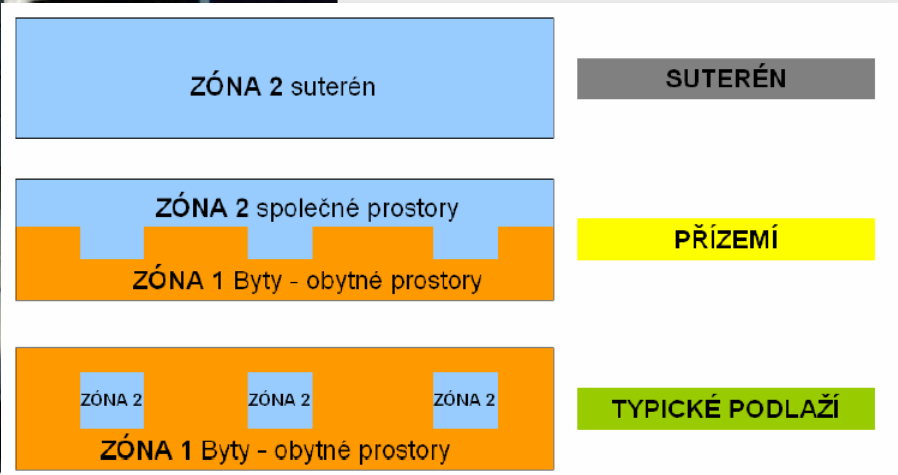 ZÓNA 2 suterén
SUTERÉN
ZÓNA 2 společné prostory
PŘÍZEMÍ
ZÓNA 1 Byty - obytné prostory
ZÓNA 2
ZÓNA 2
ZÓNA 2
TYPICKÉ PODLAŽÍ
ZÓNA 1 Byty - obytné prostory